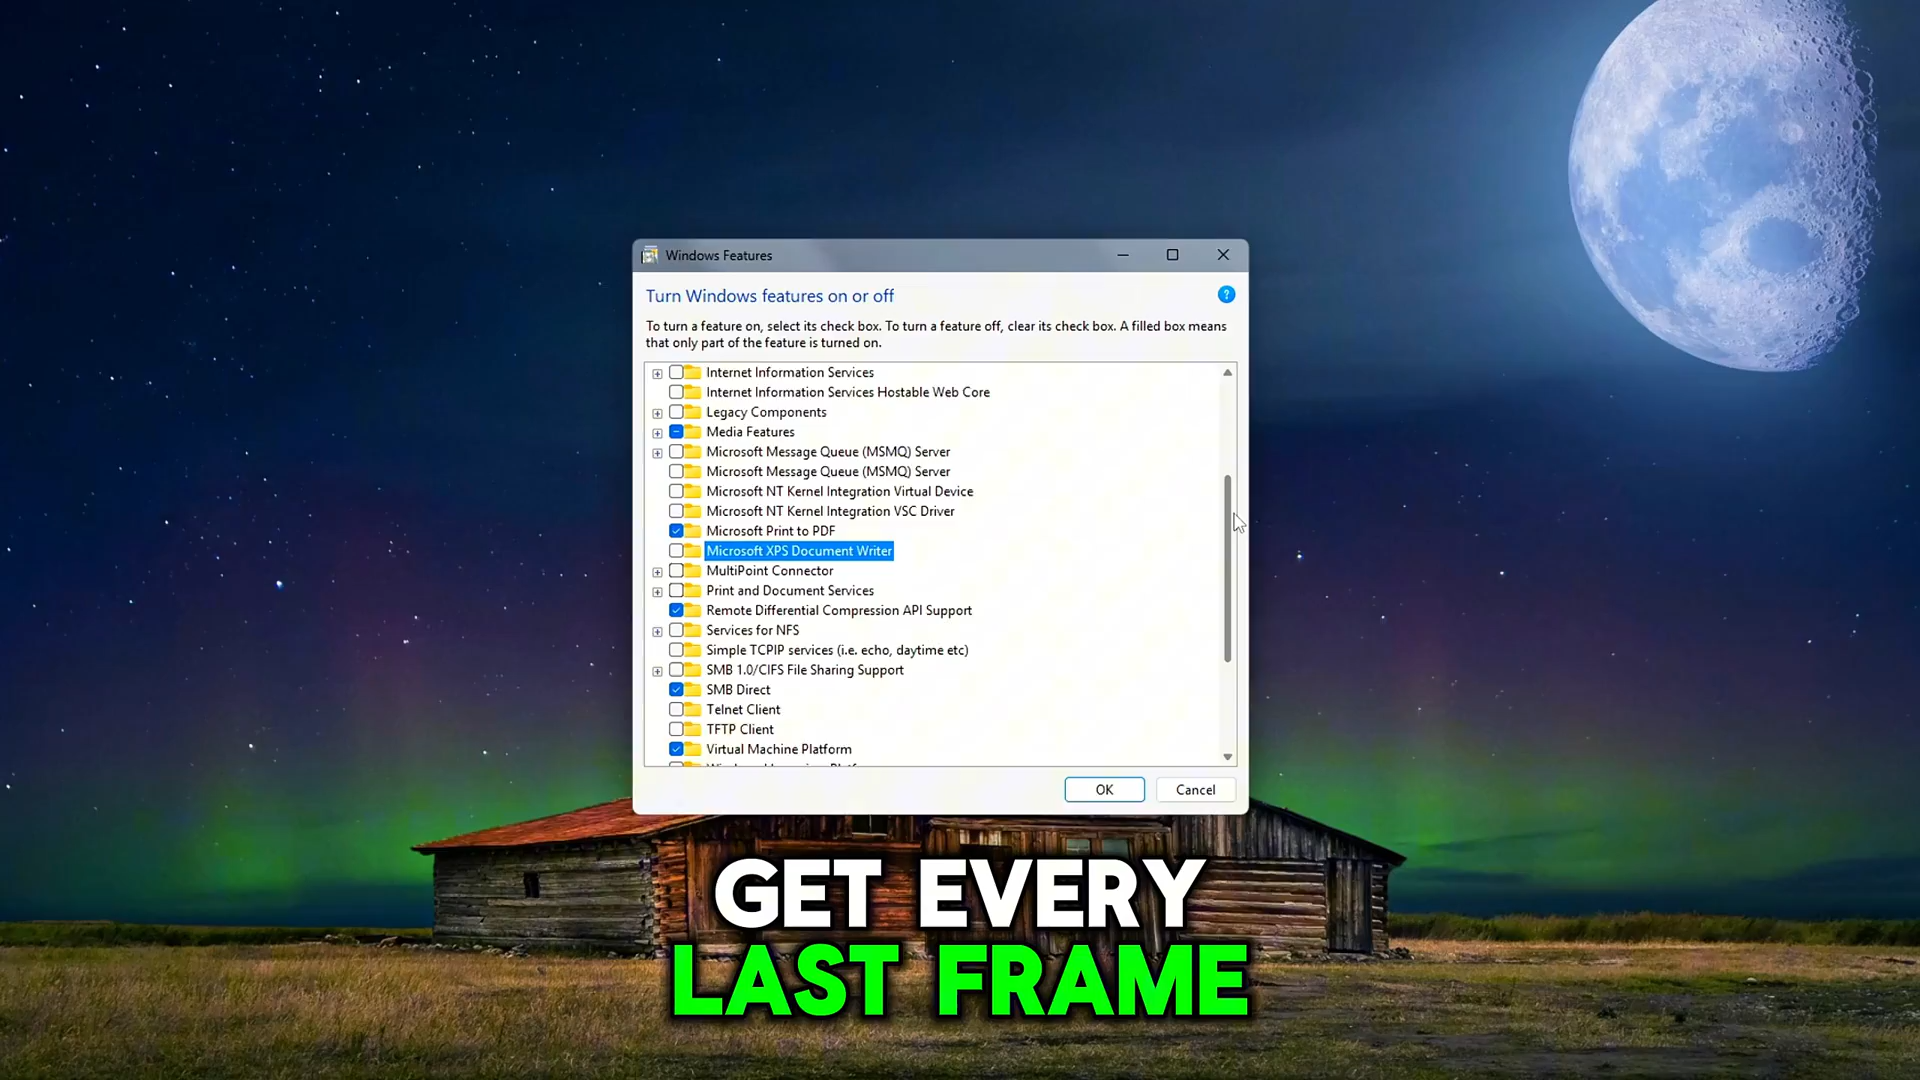 Windows Features
Turn Windows features on or off
?
To turn a feature on, select its check box. To turn a feature off, clear its check box. A filled box means
that only part of the feature is turned on.
Internet Information Services
Internet Information Services Hostable Web Core
Legacy Components
Media Features
Microsoft Message Queue (MSMQ) Server
Microsoft Message Queue (MSMQ) Server
Microsoft NT Kernel Integration Virtual Device
Microsoft NT Kernel Integration VSC Driver
Microsoft Print to PDF
Microsoft XPS Document Writer
MultiPoint Connector
Print and Document Services
Remote Differential Compression API Support
Services for NFS
Simple TCPIP services (i.e. echo, daytime etc)
SMB 1.0/CIFS File Sharing Support
SMB Direct
Telnet Client
TFTP Client
Virtual Machine Platform
OK Cancel
GET EVERY
LAST FRAME